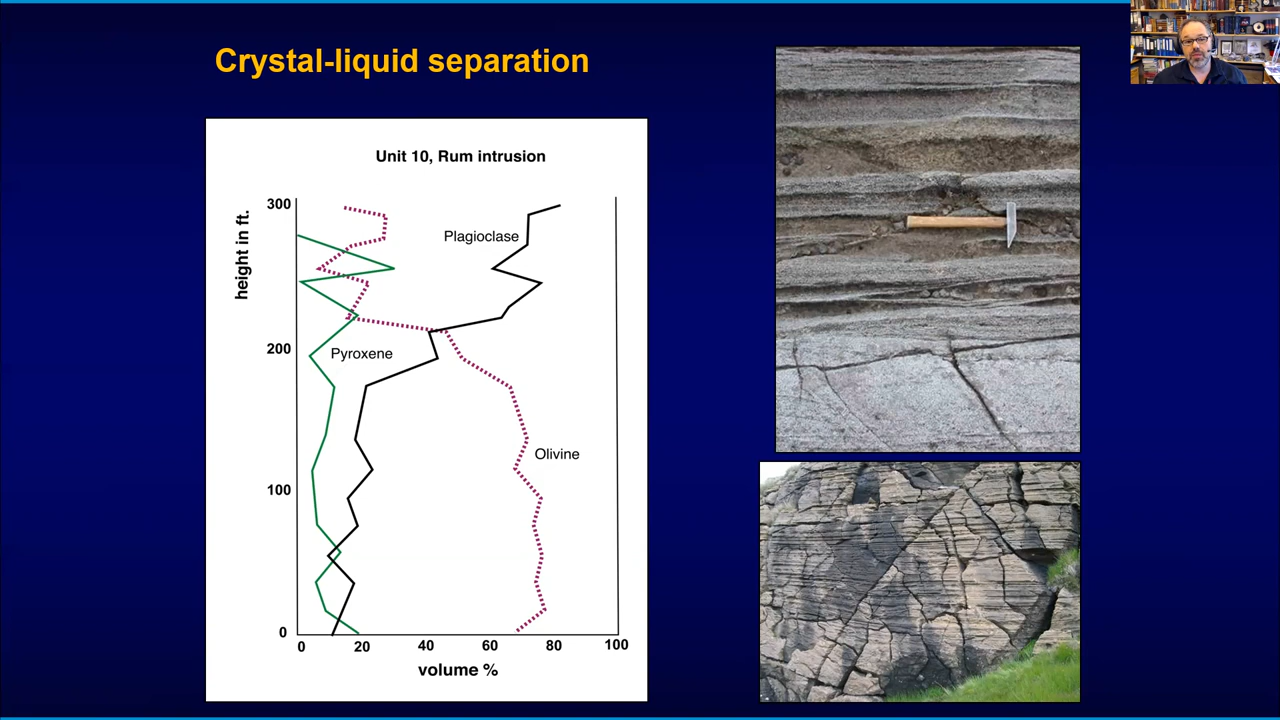 Crystal-liquid separation
Unit 10, Rum intrusion
height in ft.
300
200
100
0
Plagioclase
Pyroxene
Olivine
0 20 40 60 80 100
volume %